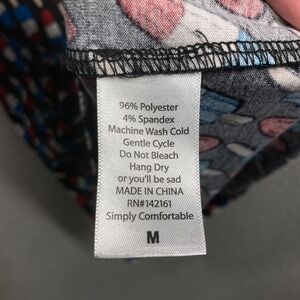 96% Polyester
4% Spandex
Machine Wash Cold
Gentle Cycle
Do Not Bleach
Hang Dry
or you'll be sad
MADE IN CHINA
RN#142161
Simply Comfortable
M